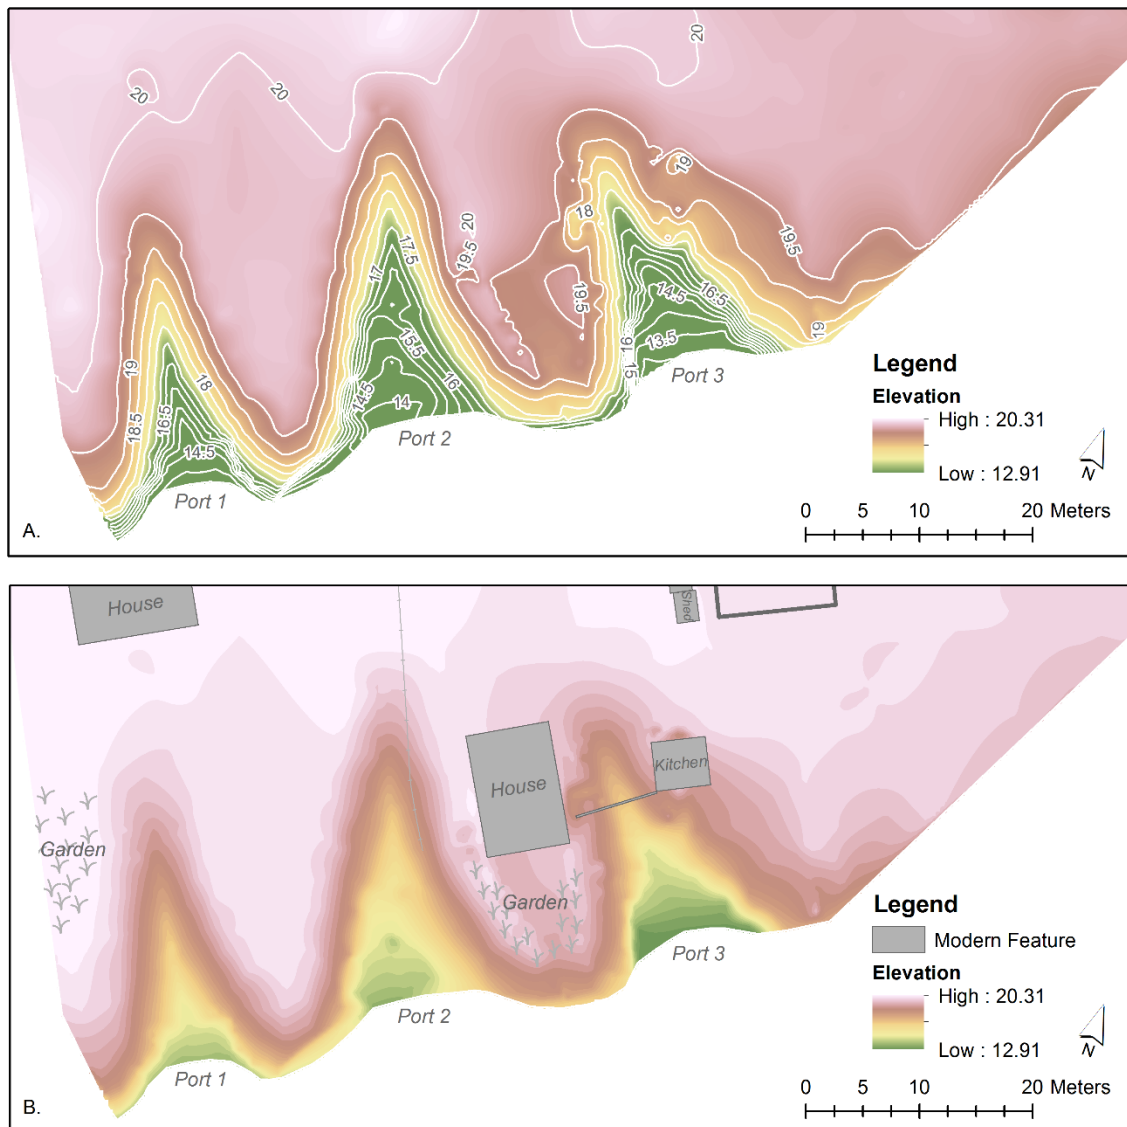 20
20
20
20
19
18
19.5
19.5
17.5
17
19.5
14.5
16.5
19
18
16
13.5
19
15.5
15
Port 3
18.5
16.5
14.5
16
14
Port 2
14.5
Port 1
Legend
Elevation
High : 20.31
Low : 12.91
N
0 5 10 20 Meters
A.
House
Shed
House
Kitchen
Garden
Garden
Port 3
Port 2
Port 1
Legend
Modern Feature
Elevation
High : 20.31
Low : 12.91
N
0 5 10 20 Meters
B.